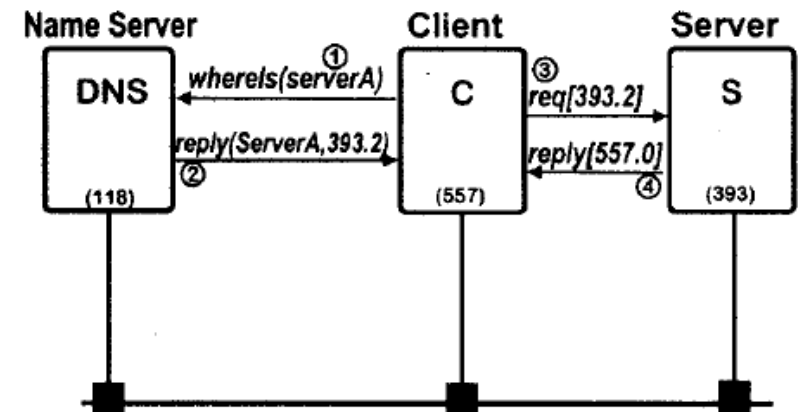 Name Server
Client
Server
①
whereIs(serverA)
DNS
C
③
req[393.2]
S
reply(ServerA,393.2)
②
reply[557.0]
④
(118)
(557)
(393)